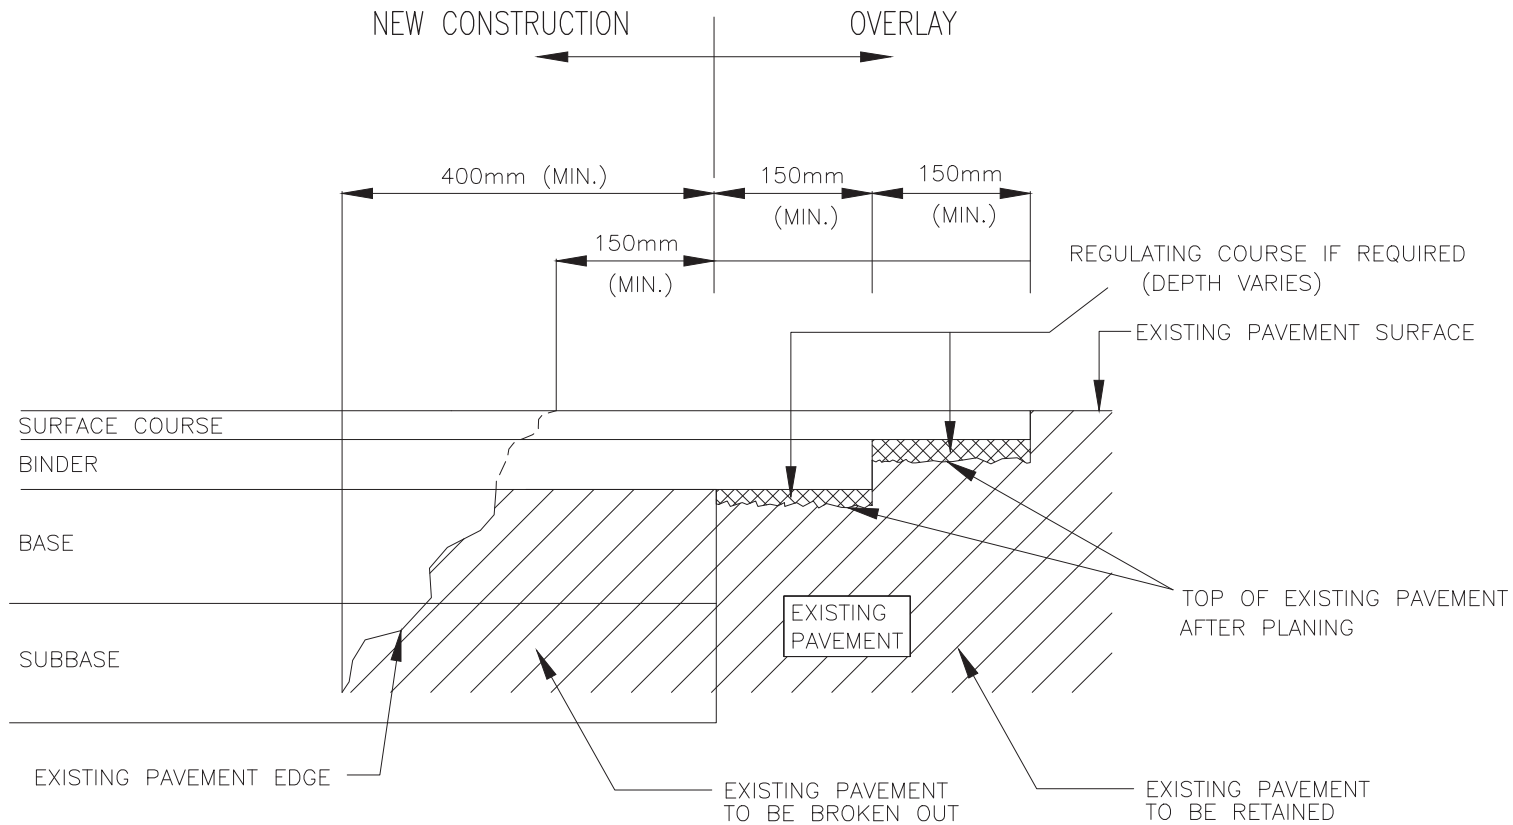 NEW CONSTRUCTION
OVERLAY
400mm (MIN.)
150mm
(MIN.)
150mm
(MIN.)
150mm
(MIN.)
REGULATING COURSE IF REQUIRED
(DEPTH VARIES)
EXISTING PAVEMENT SURFACE
SURFACE COURSE
BINDER
BASE
SUBBASE
EXISTING
PAVEMENT
TOP OF EXISTING PAVEMENT
AFTER PLANING
EXISTING PAVEMENT EDGE
EXISTING PAVEMENT
TO BE BROKEN OUT
EXISTING PAVEMENT
TO BE RETAINED